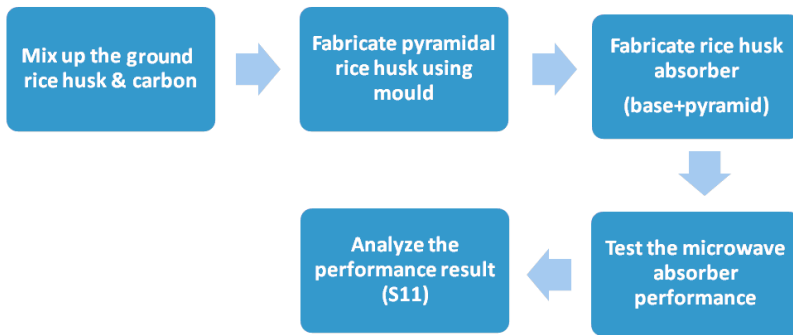 Mix up the ground
rice husk & carbon
Fabricate pyramidal
rice husk using
mould
Fabricate rice husk
absorber
(base+pyramid)
Test the microwave
absorber
performance
Analyze the
performance result
(S11)